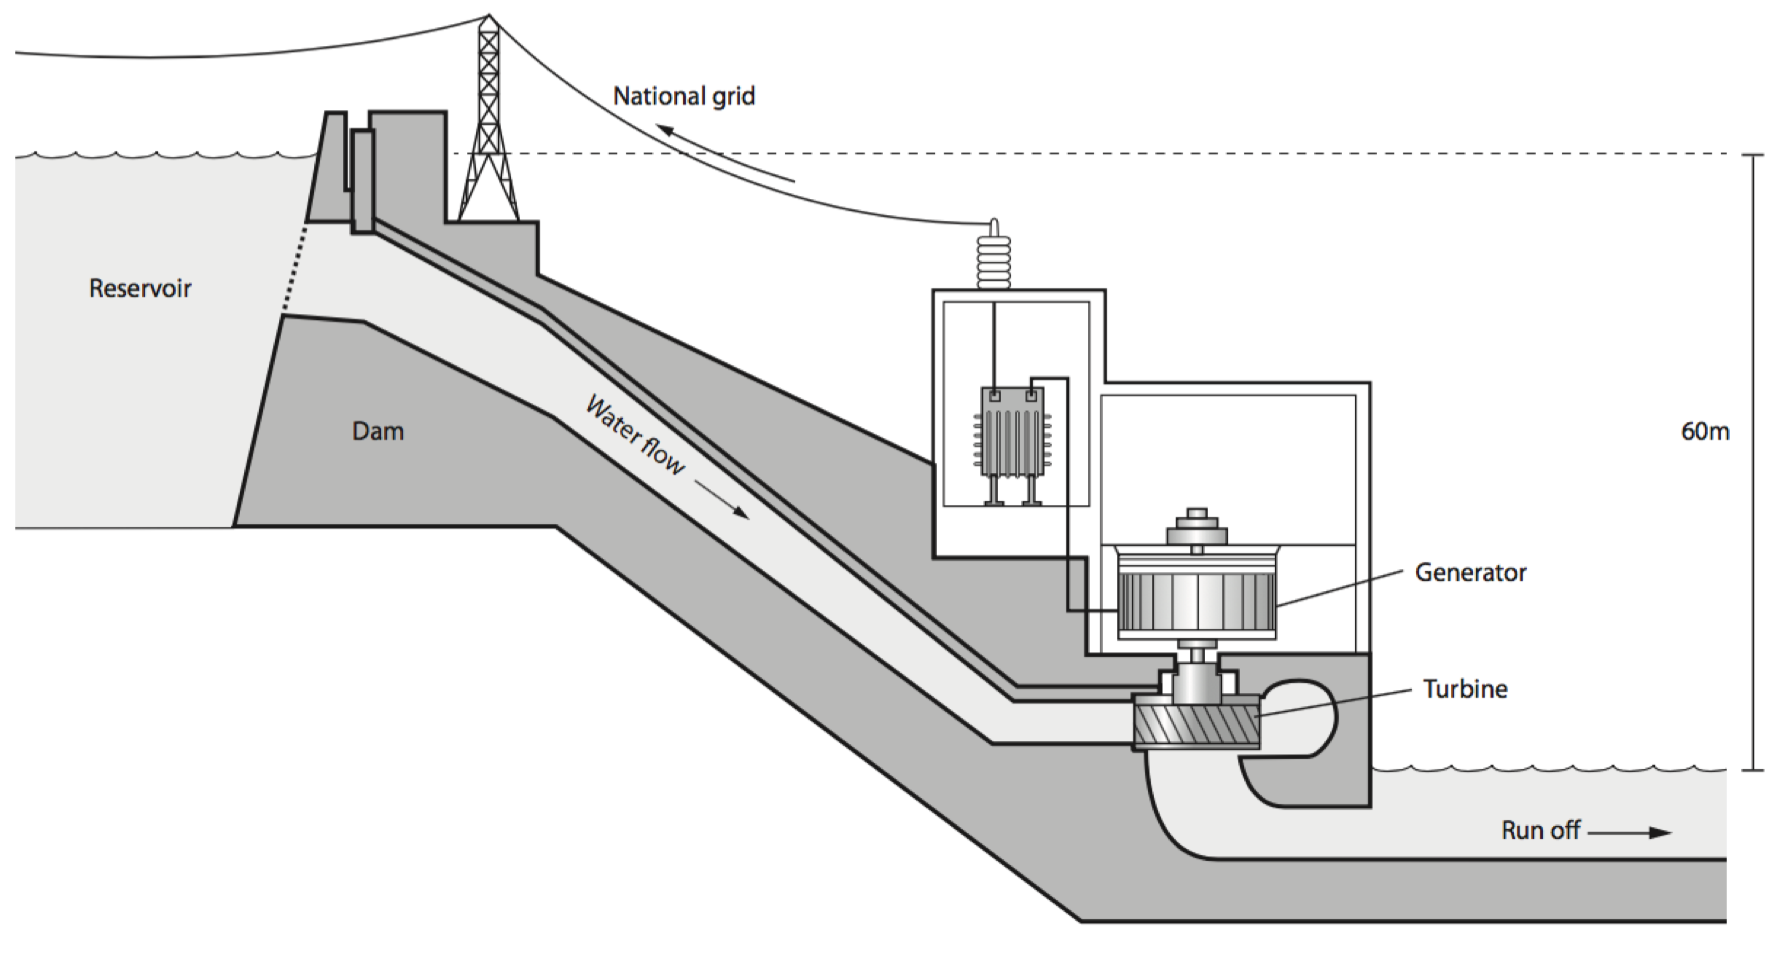 National grid
Reservoir
Dam
Water flow
60m
Generator
Turbine
Run off